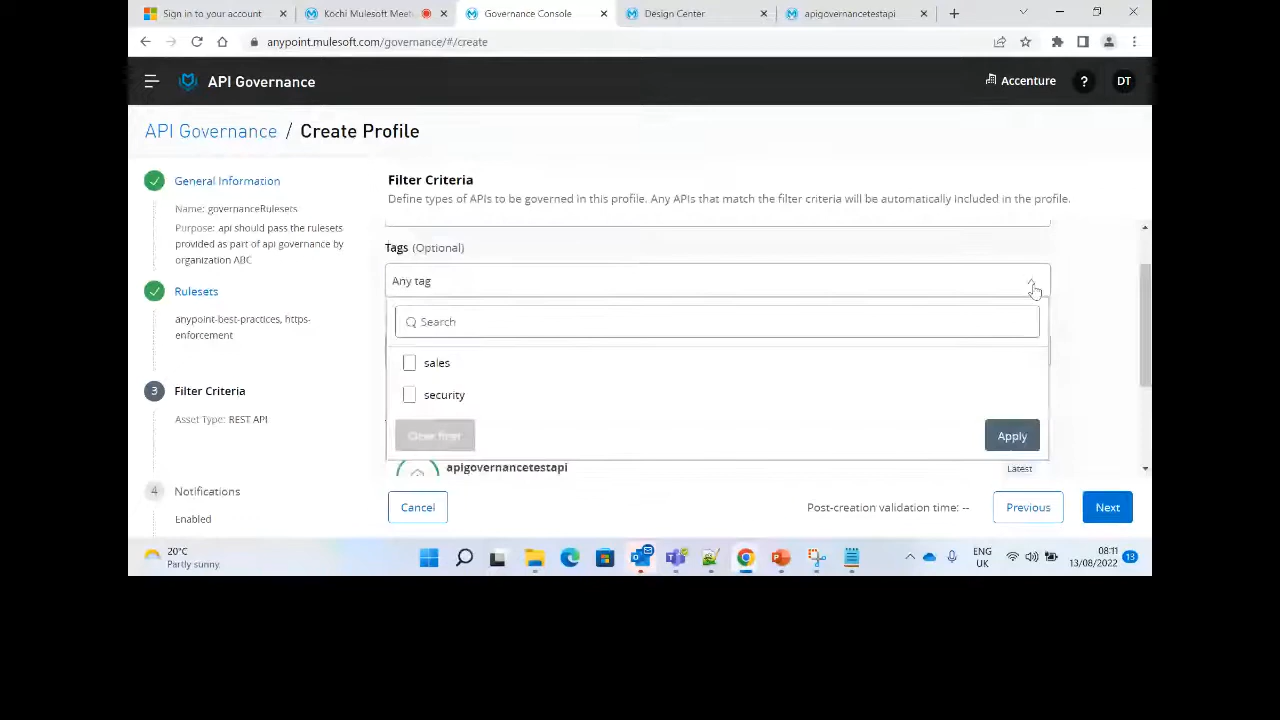 Sign in to your account
Kochi Mulesoft Meet
Governance Console
Design Center
apigovernancetestapi
anypoint.mulesoft.com/governance/#/create
API Governance
Accenture
?
DT
API Governance / Create Profile
General Information
Name: governanceRulesets
Purpose: api should pass the rulesets
provided as part of api governance by
organization ABC
Rulesets
anypoint-best-practices, https-
enforcement
3
Filter Criteria
Asset Type: REST API
4
Notifications
Enabled
Filter Criteria
Define types of APIs to be governed in this profile. Any APIs that match the filter criteria will be automatically included in the profile.
Tags (Optional)
Any tag
Search
sales
security
Clear filter
Apply
apigovernancetestapi
Latest
Cancel
Post-creation validation time: --
Previous
Next
20°C
Partly sunny
ENG
UK
08:11
13/08/2022
13